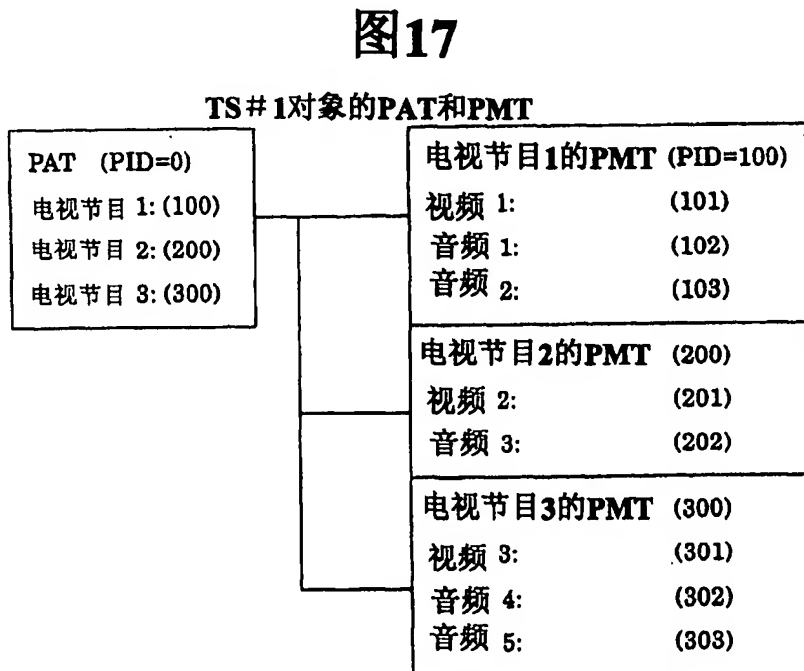 图17
TS#1对象的PAT和PMT
PAT (PID=0)
电视节目 1: (100)
电视节目 2: (200)
电视节目 3: (300)
电视节目1的PMT (PID=100)
视频 1: (101)
音频 1: (102)
音频 2: (103)
电视节目2的PMT (200)
视频 2: (201)
音频 3: (202)
电视节目3的PMT (300)
视频 3: (301)
音频 4: (302)
音频 5: (303)